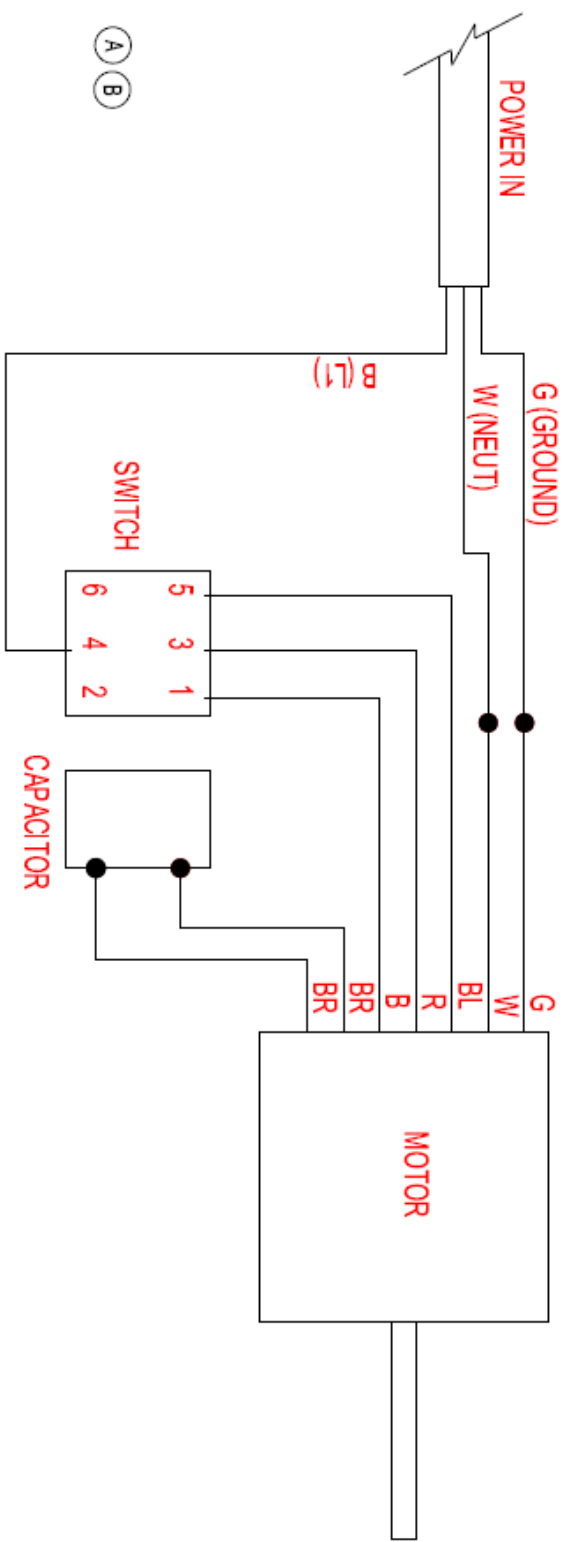 POWER IN
G (GROUND)
W (NEUT)
B (L1)
A
B
SWITCH
5 3 1
6 4 2
CAPACITOR
G
W
BL
R
B
BR
BR
MOTOR